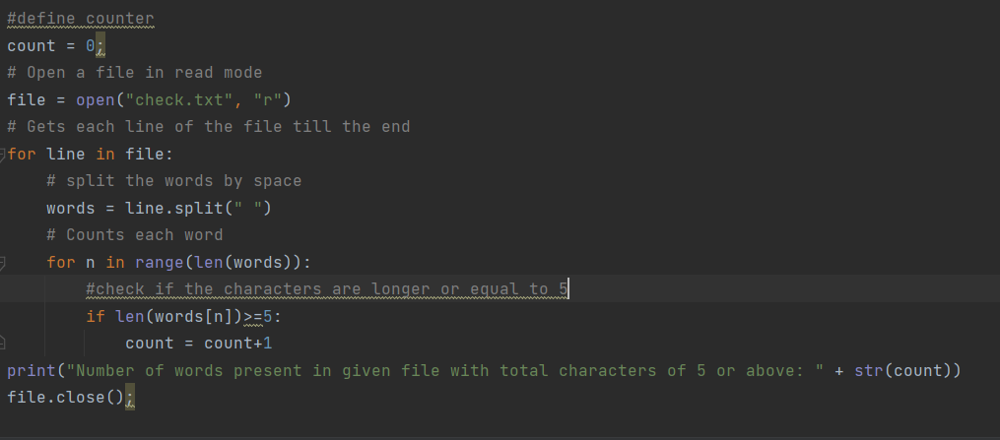 #define counter
count = 0;
# Open a file in read mode
file = open("check.txt", "r")
# Gets each line of the file till the end
for line in file:
    # split the words by space
    words = line.split(" ")
    # Counts each word
    for n in range(len(words)):
        #check if the characters are longer or equal to 5
        if len(words[n])>=5:
            count = count+1
print("Number of words present in given file with total characters of 5 or above: " + str(count))
file.close();